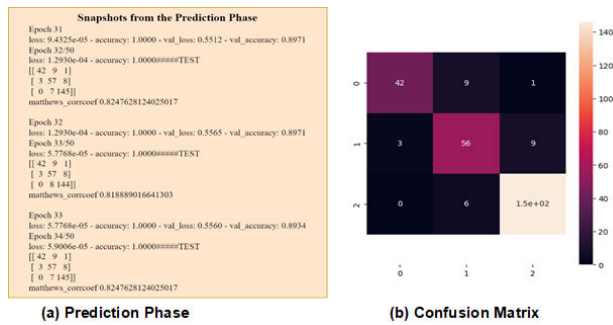 Snapshots from the Prediction Phase
Epoch 31
loss: 9.4325e-05 - accuracy: 1.0000 - val_loss: 0.5512 - val_accuracy: 0.8971
Epoch 32/50
loss: 1.2930e-04 - accuracy: 1.0000#####TEST
[[ 42 9 1]
[ 3 57 8]
[ 0 7 145]]
matthews_corrcoef 0.8247628124025017
Epoch 32
loss: 1.2930e-04 - accuracy: 1.0000 - val_loss: 0.5565 - val_accuracy: 0.8971
Epoch 33/50
loss: 5.7768e-05 - accuracy: 1.0000#####TEST
[[ 42 9 1]
[ 3 57 8]
[ 0 8 144]]
matthews_corrcoef 0.818889016641303
Epoch 33
loss: 5.7768e-05 - accuracy: 1.0000 - val_loss: 0.5560 - val_accuracy: 0.8934
Epoch 34/50
loss: 5.9006e-05 - accuracy: 1.0000#####TEST
[[ 42 9 1]
[ 3 57 8]
[ 0 7 145]]
matthews_corrcoef 0.8247628124025017
(a) Prediction Phase
0 42 9 1
1 3 56 9
2 0 6 1.5e+02
0 1 2
140
120
100
80
60
40
20
0
(b) Confusion Matrix